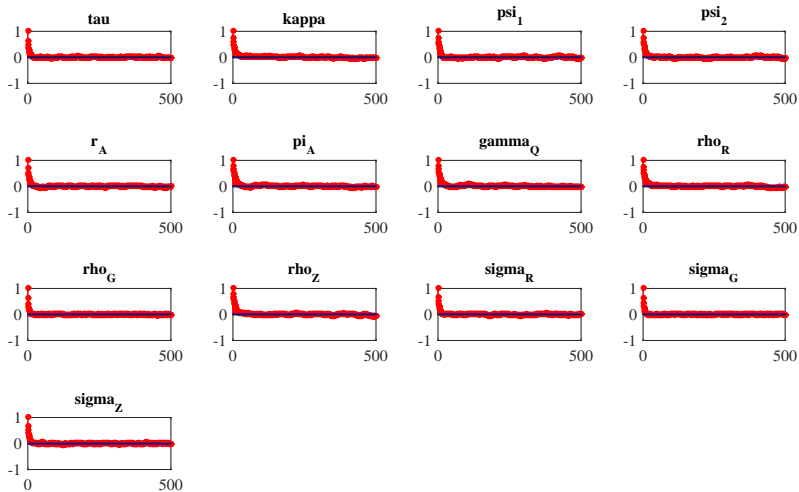 tau kappa psi_1 psi_2
1 1 1 1
0 0 0 0
-1 -1 -1 -1
0 500 0 500 0 500 0 500
r_A pi_A gamma_Q rho_R
1 1 1 1
0 0 0 0
-1 -1 -1 -1
0 500 0 500 0 500 0 500
rho_G rho_Z sigma_R sigma_G
1 1 1 1
0 0 0 0
-1 -1 -1 -1
0 500 0 500 0 500 0 500
sigma_Z
1
0
-1
0 500